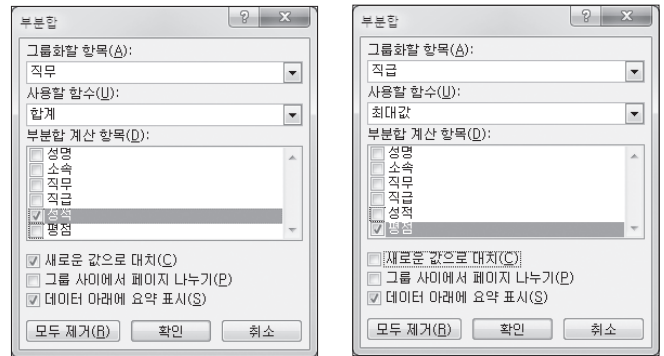 부분합
그룹화할 항목(A):
직무
사용할 함수(U):
합계
부분합 계산 항목(D):
성명
소속
직무
직급
성적
평점
새로운 값으로 대치(C)
그룹 사이에서 페이지 나누기(P)
데이터 아래에 요약 표시(S)
모두 제거(R) 확인 취소
부분합
그룹화할 항목(A):
직급
사용할 함수(U):
최대값
부분합 계산 항목(D):
성명
소속
직무
직급
성적
평점
새로운 값으로 대치(C)
그룹 사이에서 페이지 나누기(P)
데이터 아래에 요약 표시(S)
모두 제거(R) 확인 취소